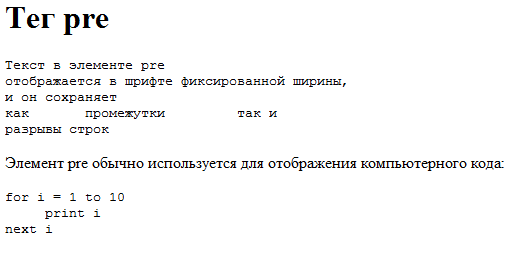 Тег pre
Текст в элементе pre
отображается в шрифте фиксированной ширины,
и он сохраняет
как       промежутки         так и
разрывы строк
Элемент pre обычно используется для отображения компьютерного кода:
for i = 1 to 10
     print i
next i